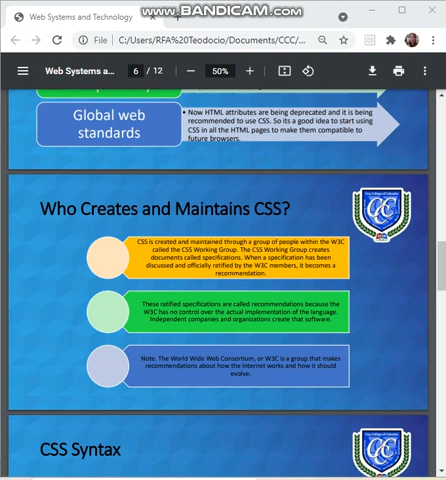 WWW.BANDICAM.COM
Web Systems and Technology
File
C:/Users/RFA%20Teodocio/Documents/CCC/...
Web Systems a...
6 / 12
50%
Global web
standards
• Now HTML attributes are being deprecated and it is being
recommended to use CSS. So its a good idea to start using
CSS in all the HTML pages to make them compatible to
future browsers.
Who Creates and Maintains CSS?
CCC
CSS is created and maintained through a group of people within the W3C
called the CSS Working Group. The CSS Working Group creates
documents called specifications. When a specification has been
discussed and officially ratified by the W3C members, it becomes a
recommendation.
These ratified specifications are called recommendations because the
W3C has no control over the actual implementation of the language.
Independent companies and organizations create that software.
Note. The World Wide Web Consortium, or W3C is a group that makes
recommendations about how the Internet works and how it should
evolve.
CSS Syntax